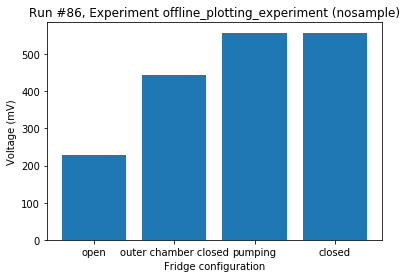 Run #86, Experiment offline_plotting_experiment (nosample)
Voltage (mV)
500
400
300
200
100
0
open outer chamber closed pumping closed
Fridge configuration